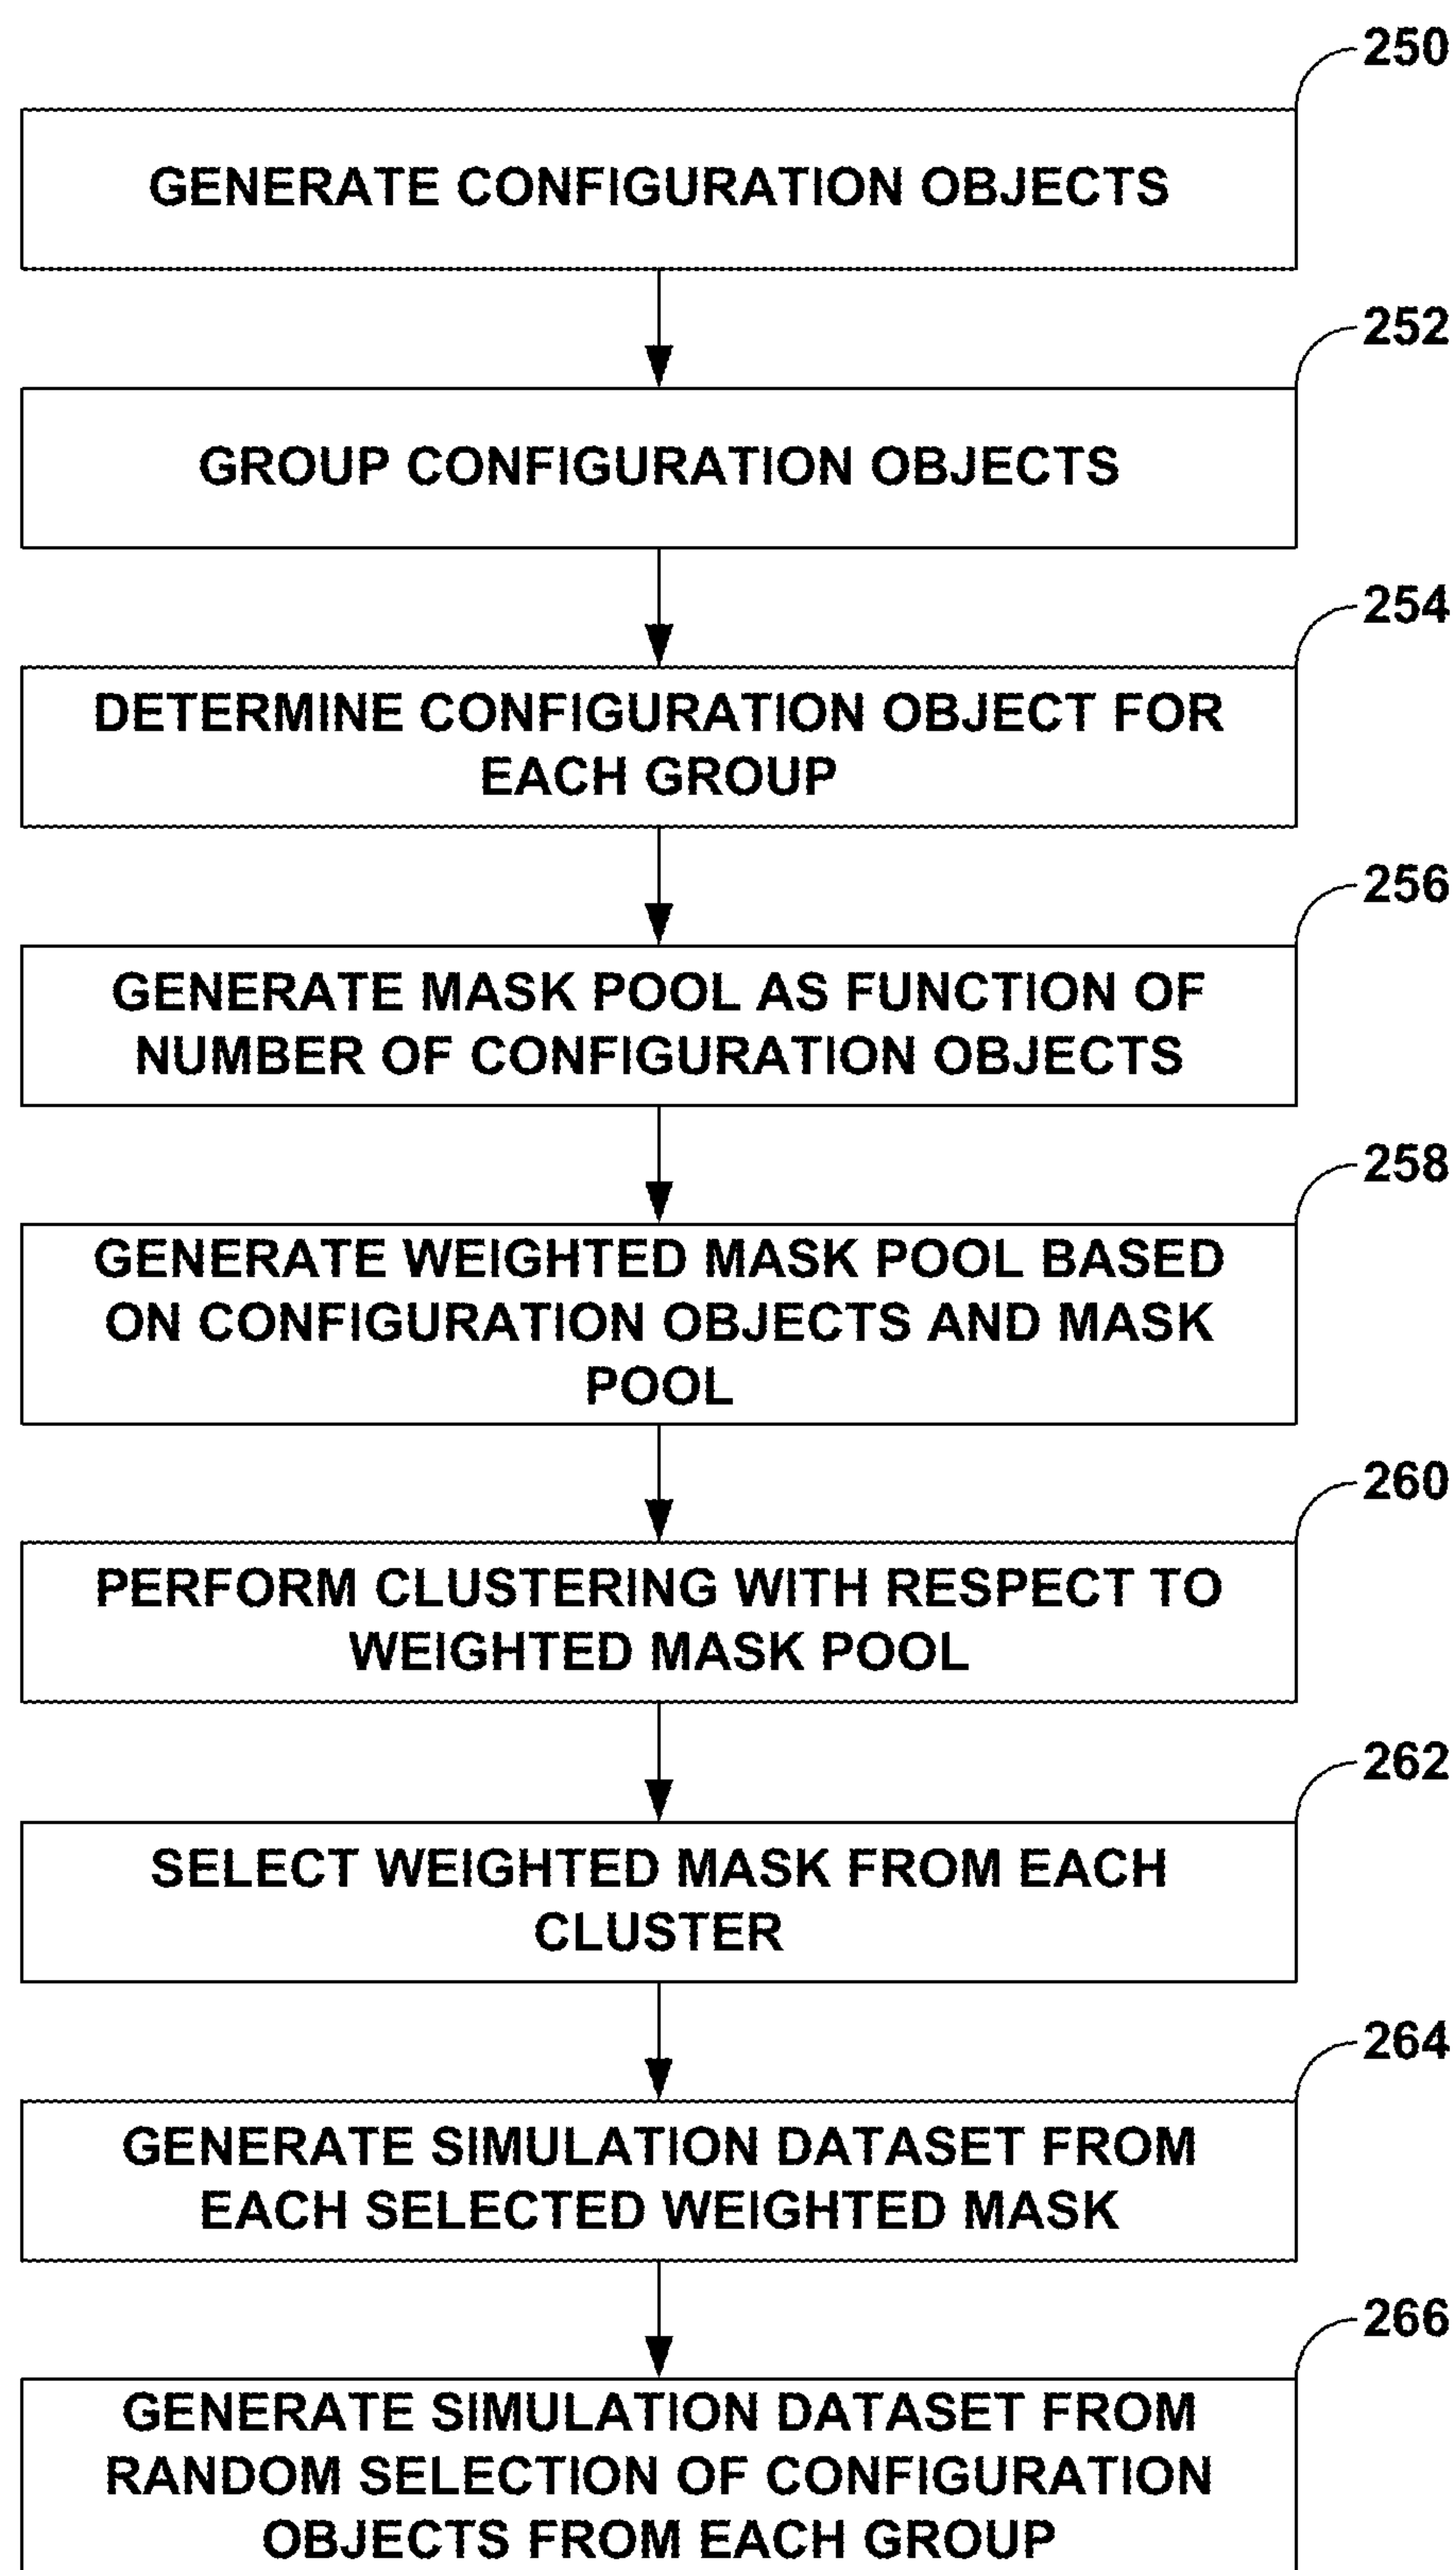 250
GENERATE CONFIGURATION OBJECTS
252
GROUP CONFIGURATION OBJECTS
254
DETERMINE CONFIGURATION OBJECT FOR
EACH GROUP
256
GENERATE MASK POOL AS FUNCTION OF
NUMBER OF CONFIGURATION OBJECTS
258
GENERATE WEIGHTED MASK POOL BASED
ON CONFIGURATION OBJECTS AND MASK
POOL
260
PERFORM CLUSTERING WITH RESPECT TO
WEIGHTED MASK POOL
262
SELECT WEIGHTED MASK FROM EACH
CLUSTER
264
GENERATE SIMULATION DATASET FROM
EACH SELECTED WEIGHTED MASK
266
GENERATE SIMULATION DATASET FROM
RANDOM SELECTION OF CONFIGURATION
OBJECTS FROM EACH GROUP